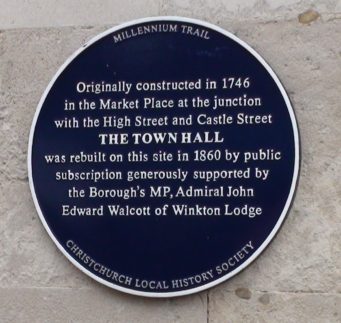 MILLENNIUM TRAIL
Originally constructed in 1746
in the Market Place at the junction
with the High Street and Castle Street
THE TOWN HALL
was rebuilt on this site in 1860 by public
subscription generously supported by
the Borough's MP, Admiral John
Edward Walcott of Winkton Lodge
CHRISTCHURCH LOCAL HISTORY SOCIETY